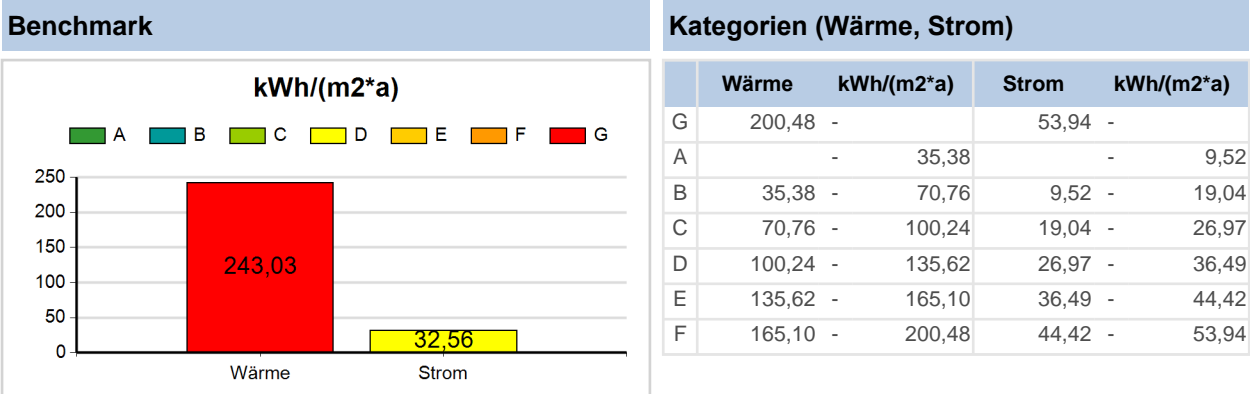 Benchmark
kWh/(m2*a)
A B C D E F G
250
200
150
100
50
0
243,03
32,56
Wärme Strom
Kategorien (Wärme, Strom)
Wärme kWh/(m2*a) Strom kWh/(m2*a)
G 200,48 - 53,94 -
A - 35,38 - 9,52
B 35,38 - 70,76 9,52 - 19,04
C 70,76 - 100,24 19,04 - 26,97
D 100,24 - 135,62 26,97 - 36,49
E 135,62 - 165,10 36,49 - 44,42
F 165,10 - 200,48 44,42 - 53,94